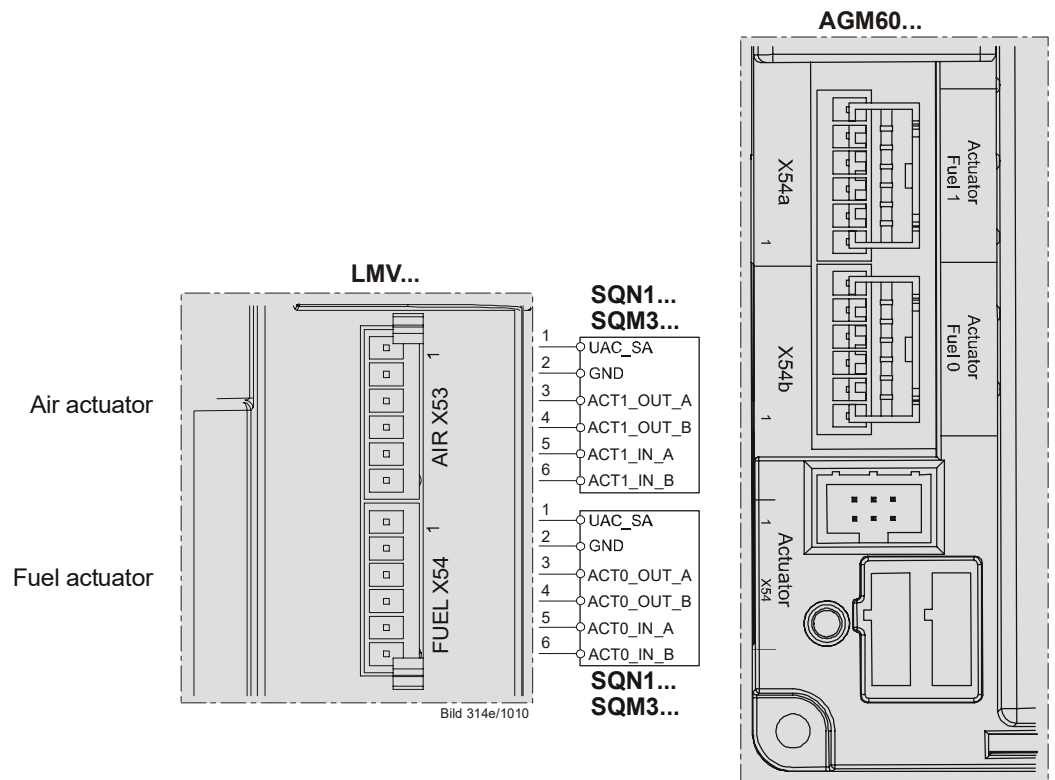 AGM60...
Actuator
Fuel 1
X54a
1
LMV...
SQN1...
SQM3...
Actuator
Fuel 0
X54b
1
Air actuator
AIR X53
1
1 UAC_SA
2 GND
3 ACT1_OUT_A
4 ACT1_OUT_B
5 ACT1_IN_A
6 ACT1_IN_B
Fuel actuator
FUEL X54
1
1 UAC_SA
2 GND
3 ACT0_OUT_A
4 ACT0_OUT_B
5 ACT0_IN_A
6 ACT0_IN_B
1
Actuator
X54
SQN1...
SQM3...
Bild 314e/1010